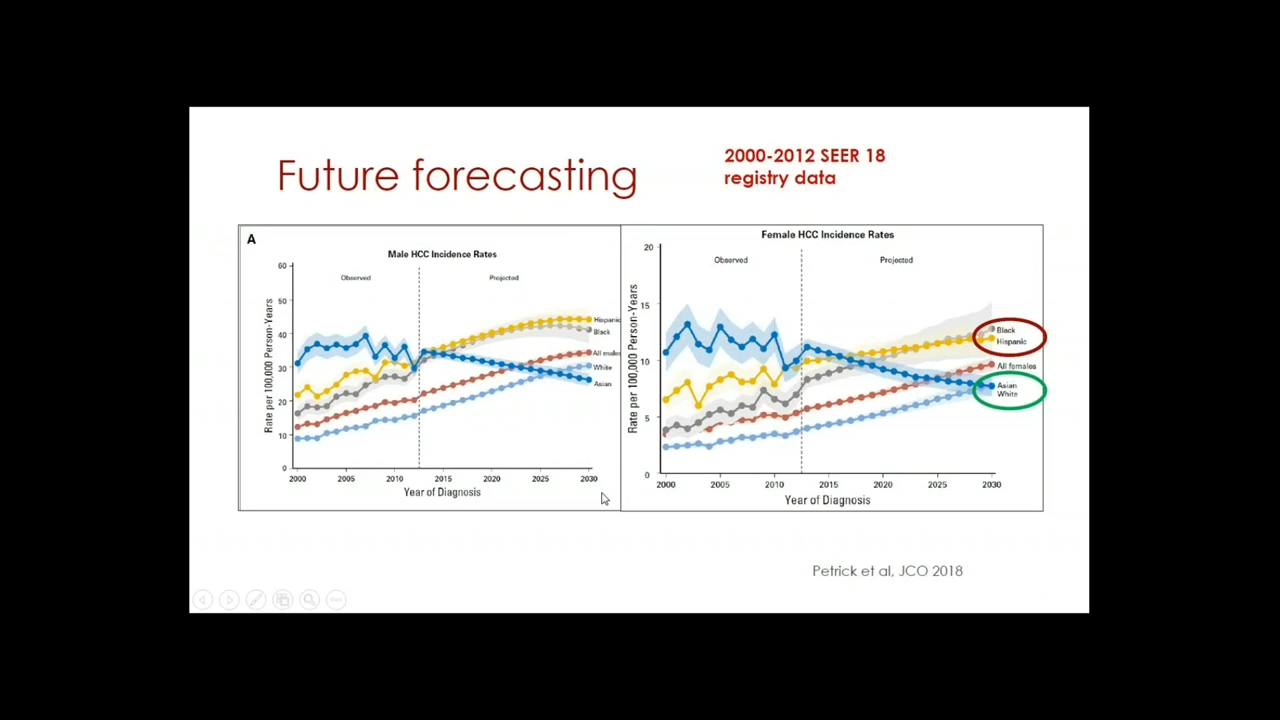 Future forecasting
2000-2012 SEER 18
registry data
A
Male HCC Incidence Rates
Observed
Projected
Rate per 100,000 Person-Years
60
50
40
30
20
10
0
Hispanic
Black
All males
White
Asian
2000 2005 2010 2015 2020 2025 2030
Year of Diagnosis
Female HCC Incidence Rates
Observed
Projected
Rate per 100,000 Person-Years
20
15
10
5
0
Black
Hispanic
All females
Asian
White
2000 2005 2010 2015 2020 2025 2030
Year of Diagnosis
Petrick et al, JCO 2018